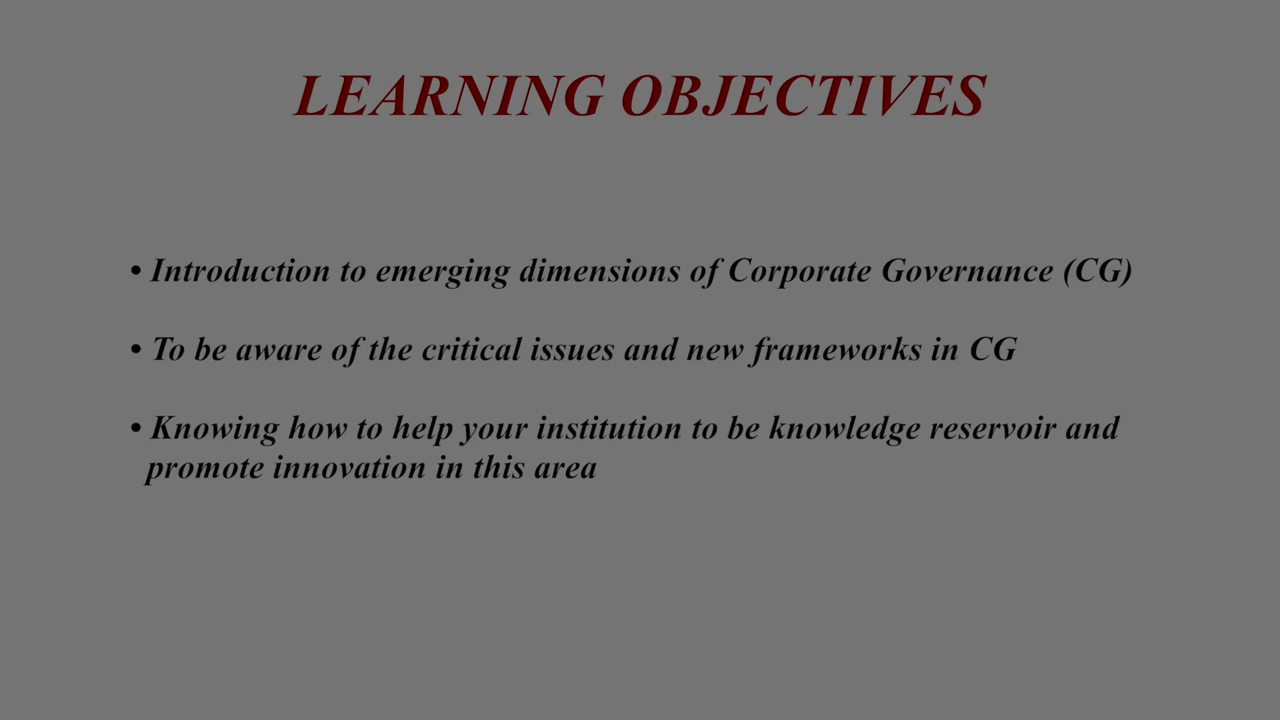 LEARNING OBJECTIVES
• Introduction to emerging dimensions of Corporate Governance (CG)
• To be aware of the critical issues and new frameworks in CG
• Knowing how to help your institution to be knowledge reservoir and
promote innovation in this area